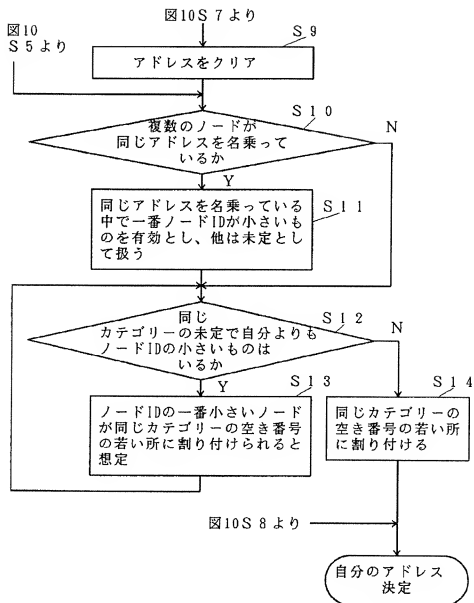 図10S7より
図10
S5より
S9
アドレスをクリア
S10
複数のノードが
同じアドレスを名乗って
いるか
N
Y
S11
同じアドレスを名乗っている
中で一番ノードIDが小さいも
のを有効とし、他は未定とし
て扱う
S12
同じ
カテゴリーの未定で自分よりも
ノードIDの小さいものは
いるか
N
Y
S13
ノードIDの一番小さいノード
が同じカテゴリーの空き番号
の若い所に割り付けられると
想定
S14
同じカテゴリーの
空き番号の若い所
に割り付ける
図10S8より
自分のアドレス
決定